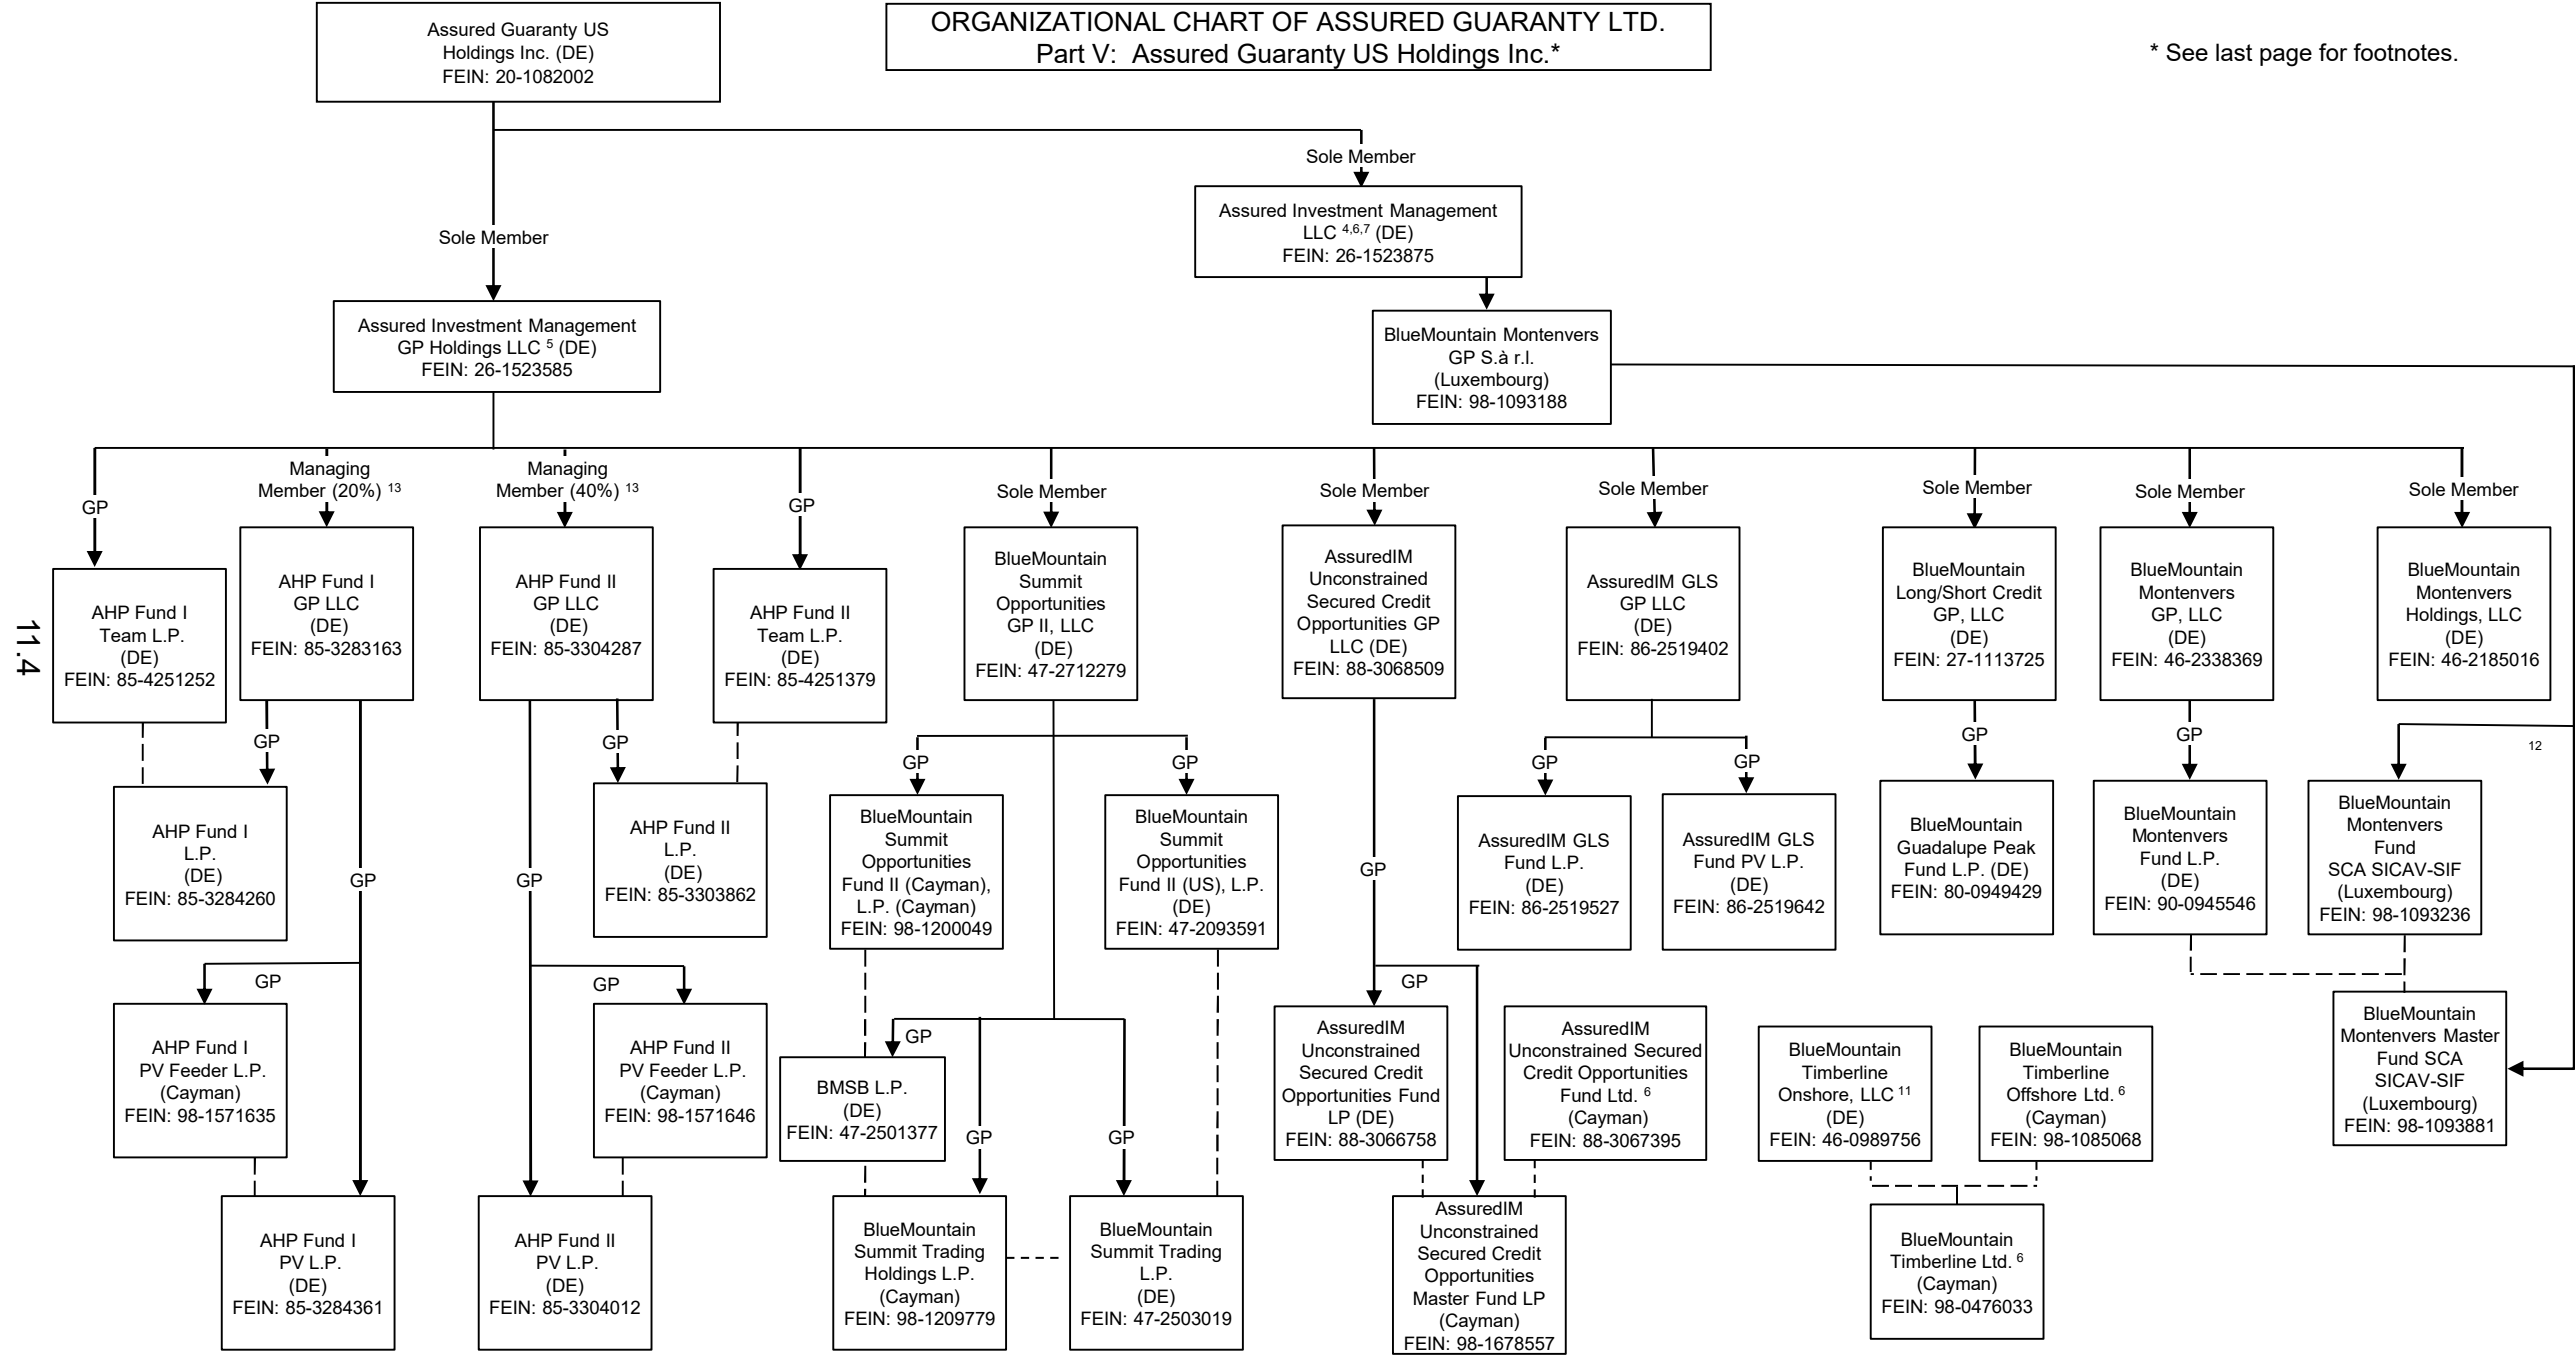 Assured Guaranty US
Holdings Inc. (DE)
FEIN: 20-1082002
ORGANIZATIONAL CHART OF ASSURED GUARANTY LTD.
Part V: Assured Guaranty US Holdings Inc.*
* See last page for footnotes.
Sole Member
Assured Investment Management
LLC 4,6,7 (DE)
FEIN: 26-1523875
Sole Member
Assured Investment Management
GP Holdings LLC 5 (DE)
FEIN: 26-1523585
BlueMountain Montenvers
GP S.à r.l.
(Luxembourg)
FEIN: 98-1093188
GP
Managing
Member (20%) 13
Managing
Member (40%) 13
GP
Sole Member
Sole Member
Sole Member
Sole Member
Sole Member
Sole Member
11.4
AHP Fund I
Team L.P.
(DE)
FEIN: 85-4251252
AHP Fund I
GP LLC
(DE)
FEIN: 85-3283163
AHP Fund II
GP LLC
(DE)
FEIN: 85-3304287
AHP Fund II
Team L.P.
(DE)
FEIN: 85-4251379
BlueMountain
Summit
Opportunities
GP II, LLC
(DE)
FEIN: 47-2712279
AssuredIM
Unconstrained
Secured Credit
Opportunities GP
LLC (DE)
FEIN: 88-3068509
AssuredIM GLS
GP LLC
(DE)
FEIN: 86-2519402
BlueMountain
Long/Short Credit
GP, LLC
(DE)
FEIN: 27-1113725
BlueMountain
Montenvers
GP, LLC
(DE)
FEIN: 46-2338369
BlueMountain
Montenvers
Holdings, LLC
(DE)
FEIN: 46-2185016
GP
GP
GP
GP
GP
GP
GP
GP
12
AHP Fund I
L.P.
(DE)
FEIN: 85-3284260
GP
GP
AHP Fund II
L.P.
(DE)
FEIN: 85-3303862
BlueMountain
Summit
Opportunities
Fund II (Cayman),
L.P. (Cayman)
FEIN: 98-1200049
BlueMountain
Summit
Opportunities
Fund II (US), L.P.
(DE)
FEIN: 47-2093591
GP
AssuredIM GLS
Fund L.P.
(DE)
FEIN: 86-2519527
AssuredIM GLS
Fund PV L.P.
(DE)
FEIN: 86-2519642
BlueMountain
Guadalupe Peak
Fund L.P. (DE)
FEIN: 80-0949429
BlueMountain
Montenvers
Fund L.P.
(DE)
FEIN: 90-0945546
BlueMountain
Montenvers
Fund
SCA SICAV-SIF
(Luxembourg)
FEIN: 98-1093236
GP
GP
GP
GP
AHP Fund I
PV Feeder L.P.
(Cayman)
FEIN: 98-1571635
AHP Fund II
PV Feeder L.P.
(Cayman)
FEIN: 98-1571646
BMSB L.P.
(DE)
FEIN: 47-2501377
GP
GP
AssuredIM
Unconstrained
Secured Credit
Opportunities Fund
LP (DE)
FEIN: 88-3066758
AssuredIM
Unconstrained Secured
Credit Opportunities
Fund Ltd. 6
(Cayman)
FEIN: 88-3067395
BlueMountain
Timberline
Onshore, LLC 11
(DE)
FEIN: 46-0989756
BlueMountain
Timberline
Offshore Ltd. 6
(Cayman)
FEIN: 98-1085068
BlueMountain
Montenvers Master
Fund SCA
SICAV-SIF
(Luxembourg)
FEIN: 98-1093881
AHP Fund I
PV L.P.
(DE)
FEIN: 85-3284361
AHP Fund II
PV L.P.
(DE)
FEIN: 85-3304012
BlueMountain
Summit Trading
Holdings L.P.
(Cayman)
FEIN: 98-1209779
BlueMountain
Summit Trading
L.P.
(DE)
FEIN: 47-2503019
AssuredIM
Unconstrained
Secured Credit
Opportunities
Master Fund LP
(Cayman)
FEIN: 98-1678557
BlueMountain
Timberline Ltd. 6
(Cayman)
FEIN: 98-0476033